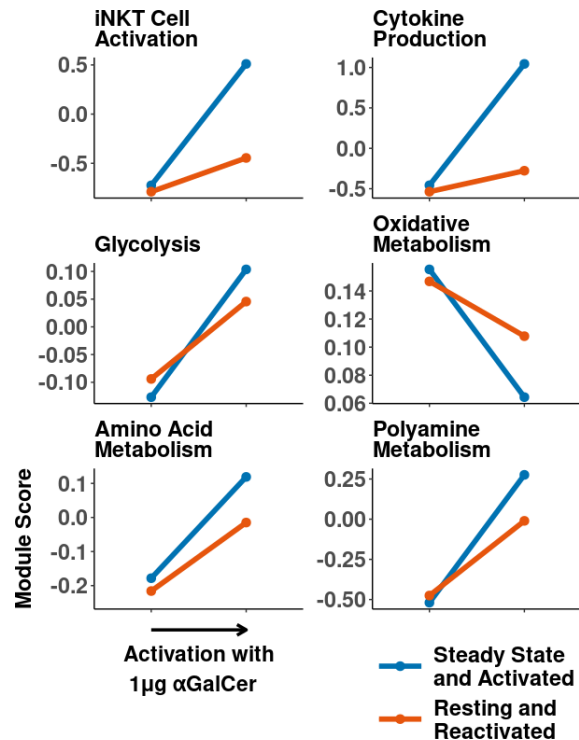 iNKT Cell
Activation
0.5
0.0
-0.5
Cytokine
Production
1.0
0.5
0.0
-0.5
Glycolysis
0.10
0.05
0.00
-0.05
-0.10
Oxidative
Metabolism
0.14
0.12
0.10
0.08
0.06
Amino Acid
Metabolism
0.1
0.0
-0.1
-0.2
Polyamine
Metabolism
0.25
0.00
-0.25
-0.50
Module Score
Activation with
1µg αGalCer
Steady State
and Activated
Resting and
Reactivated